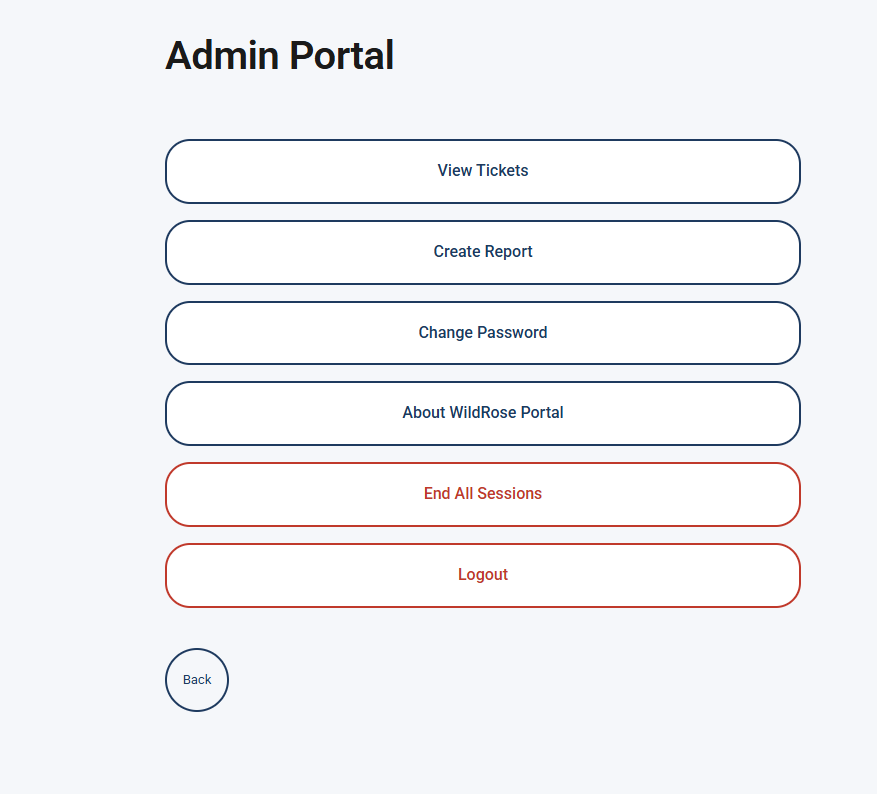 Admin Portal
View Tickets
Create Report
Change Password
About WildRose Portal
End All Sessions
Logout
Back